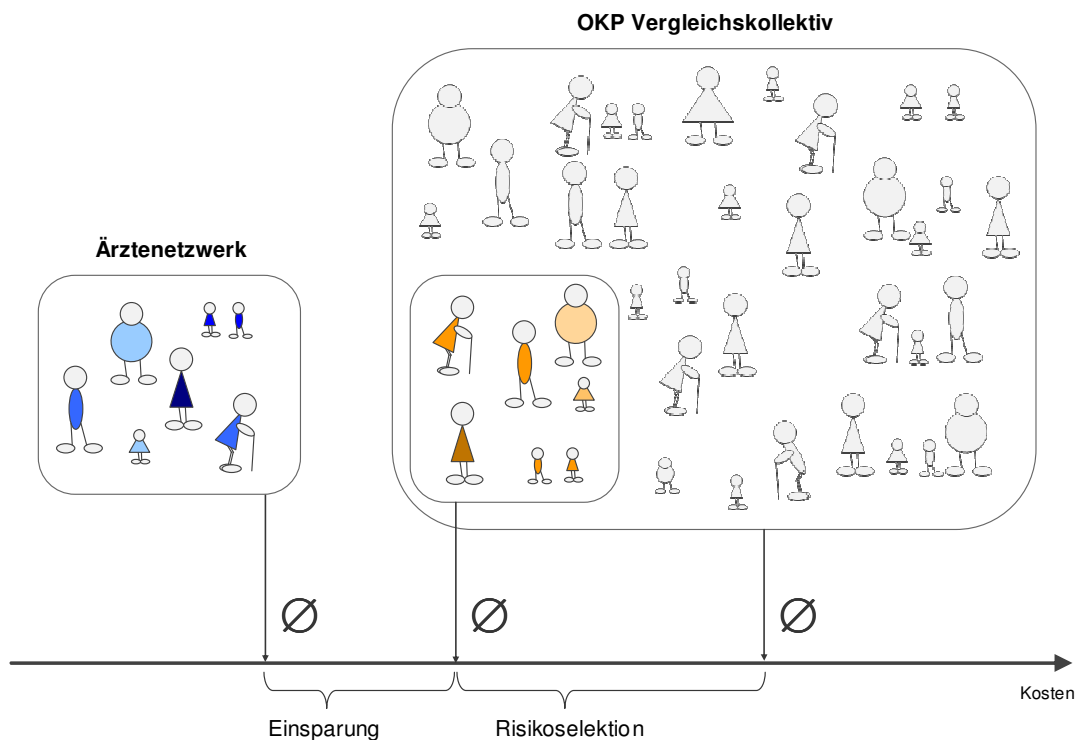 OKP Vergleichskollektiv
Ärztenetzwerk
Ø Ø Ø
Kosten
Einsparung Risikoselektion